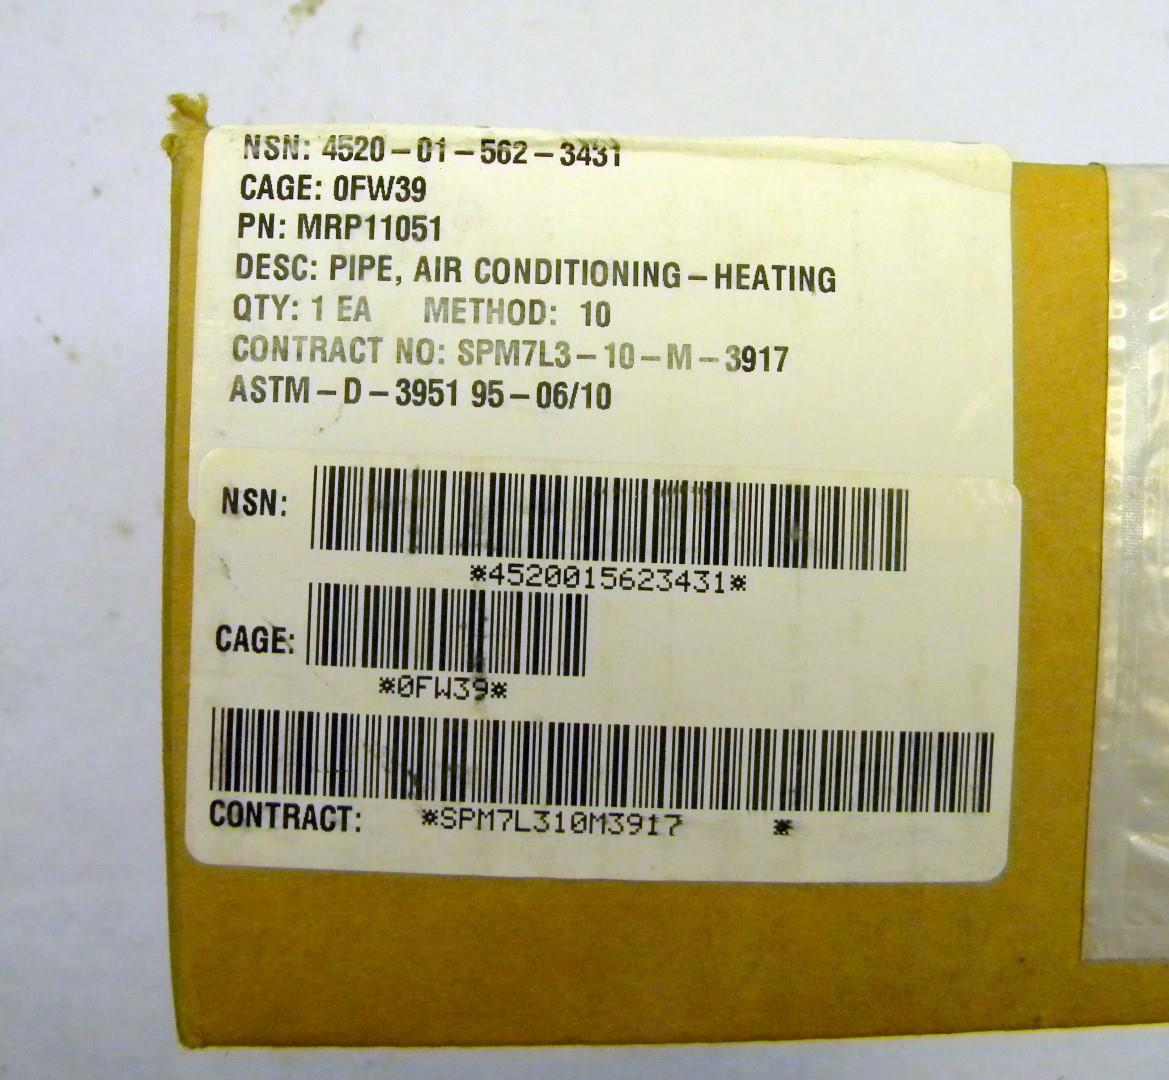 NSN: 4520-01-562-3431
CAGE: 0FW39
PN: MRP11051
DESC: PIPE, AIR CONDITIONING-HEATING
QTY: 1 EA METHOD: 10
CONTRACT NO: SPM7L3-10-M-3917
ASTM-D-3951 95-06/10
NSN:
*4520015623431*
CAGE:
*0FW39*
CONTRACT: *SPM7L310M3917 *